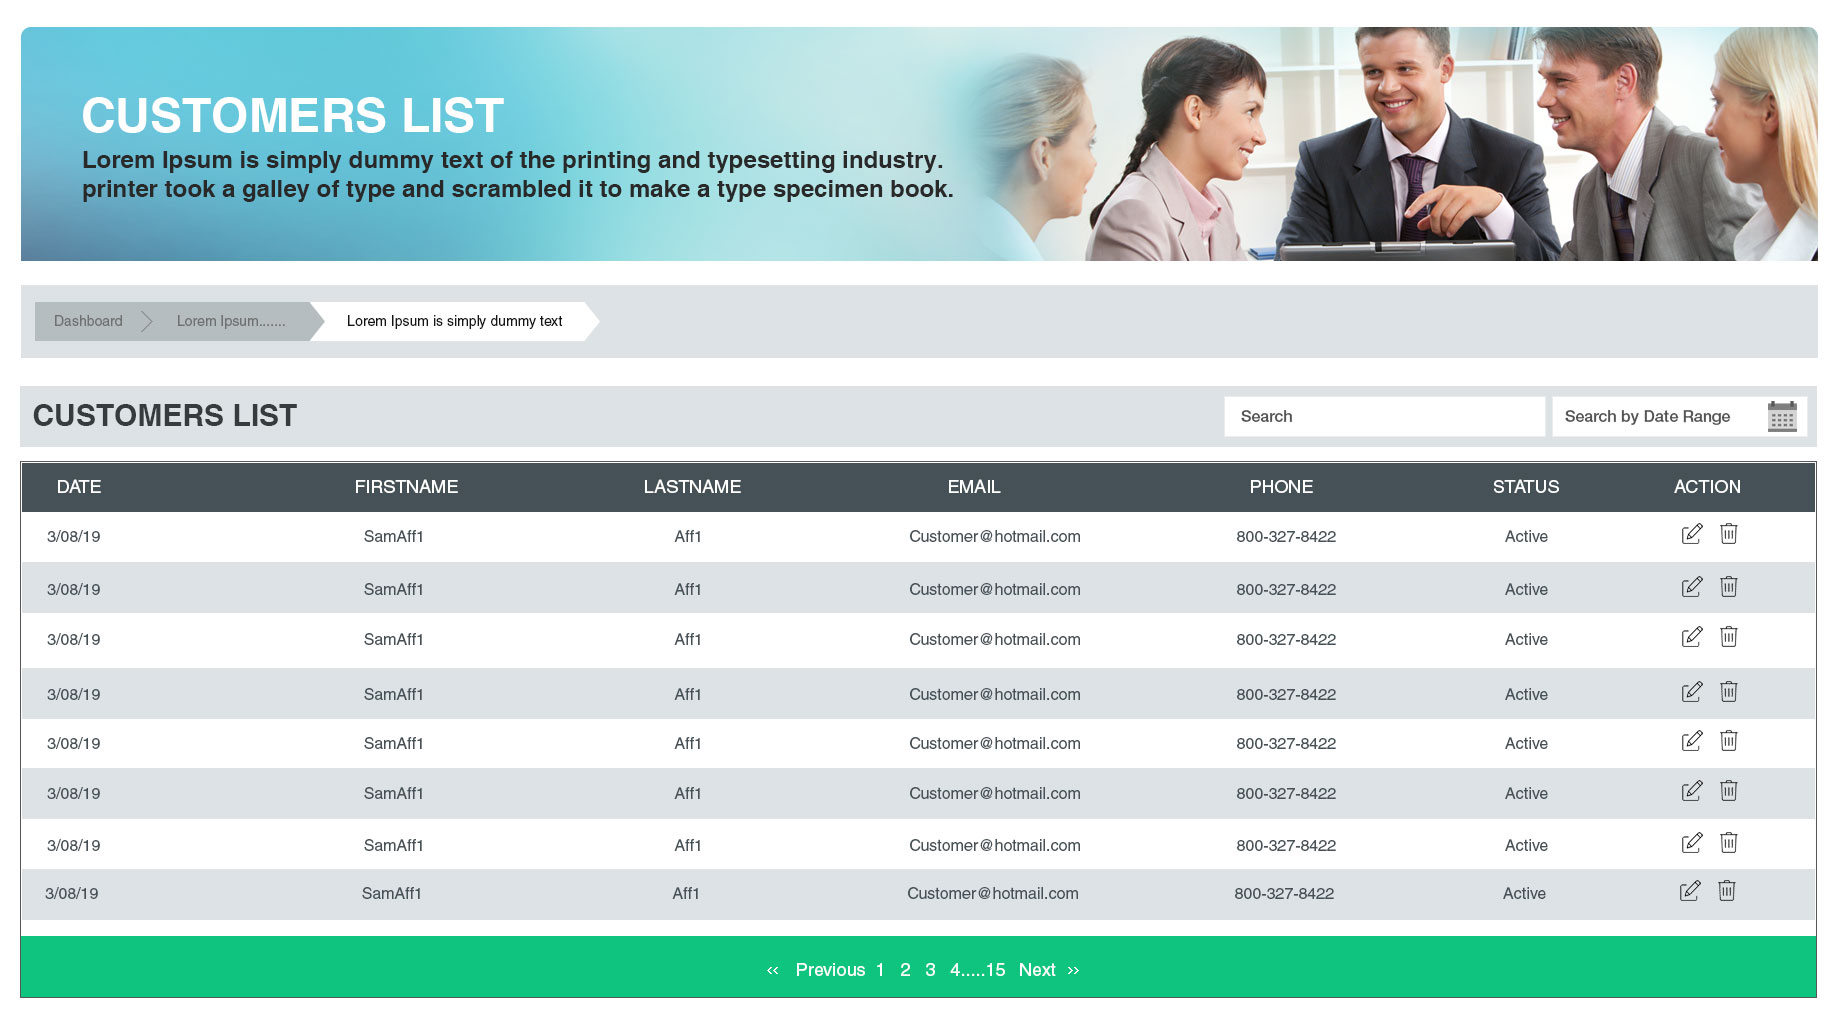 CUSTOMERS LIST
Lorem Ipsum is simply dummy text of the printing and typesetting industry.
printer took a galley of type and scrambled it to make a type specimen book.
Dashboard Lorem Ipsum....... Lorem Ipsum is simply dummy text
CUSTOMERS LIST Search Search by Date Range
DATE FIRSTNAME LASTNAME EMAIL PHONE STATUS ACTION
3/08/19 SamAff1 Aff1 Customer@hotmail.com 800-327-8422 Active
3/08/19 SamAff1 Aff1 Customer@hotmail.com 800-327-8422 Active
3/08/19 SamAff1 Aff1 Customer@hotmail.com 800-327-8422 Active
3/08/19 SamAff1 Aff1 Customer@hotmail.com 800-327-8422 Active
3/08/19 SamAff1 Aff1 Customer@hotmail.com 800-327-8422 Active
3/08/19 SamAff1 Aff1 Customer@hotmail.com 800-327-8422 Active
3/08/19 SamAff1 Aff1 Customer@hotmail.com 800-327-8422 Active
3/08/19 SamAff1 Aff1 Customer@hotmail.com 800-327-8422 Active
‹‹ Previous 1 2 3 4.....15 Next ››